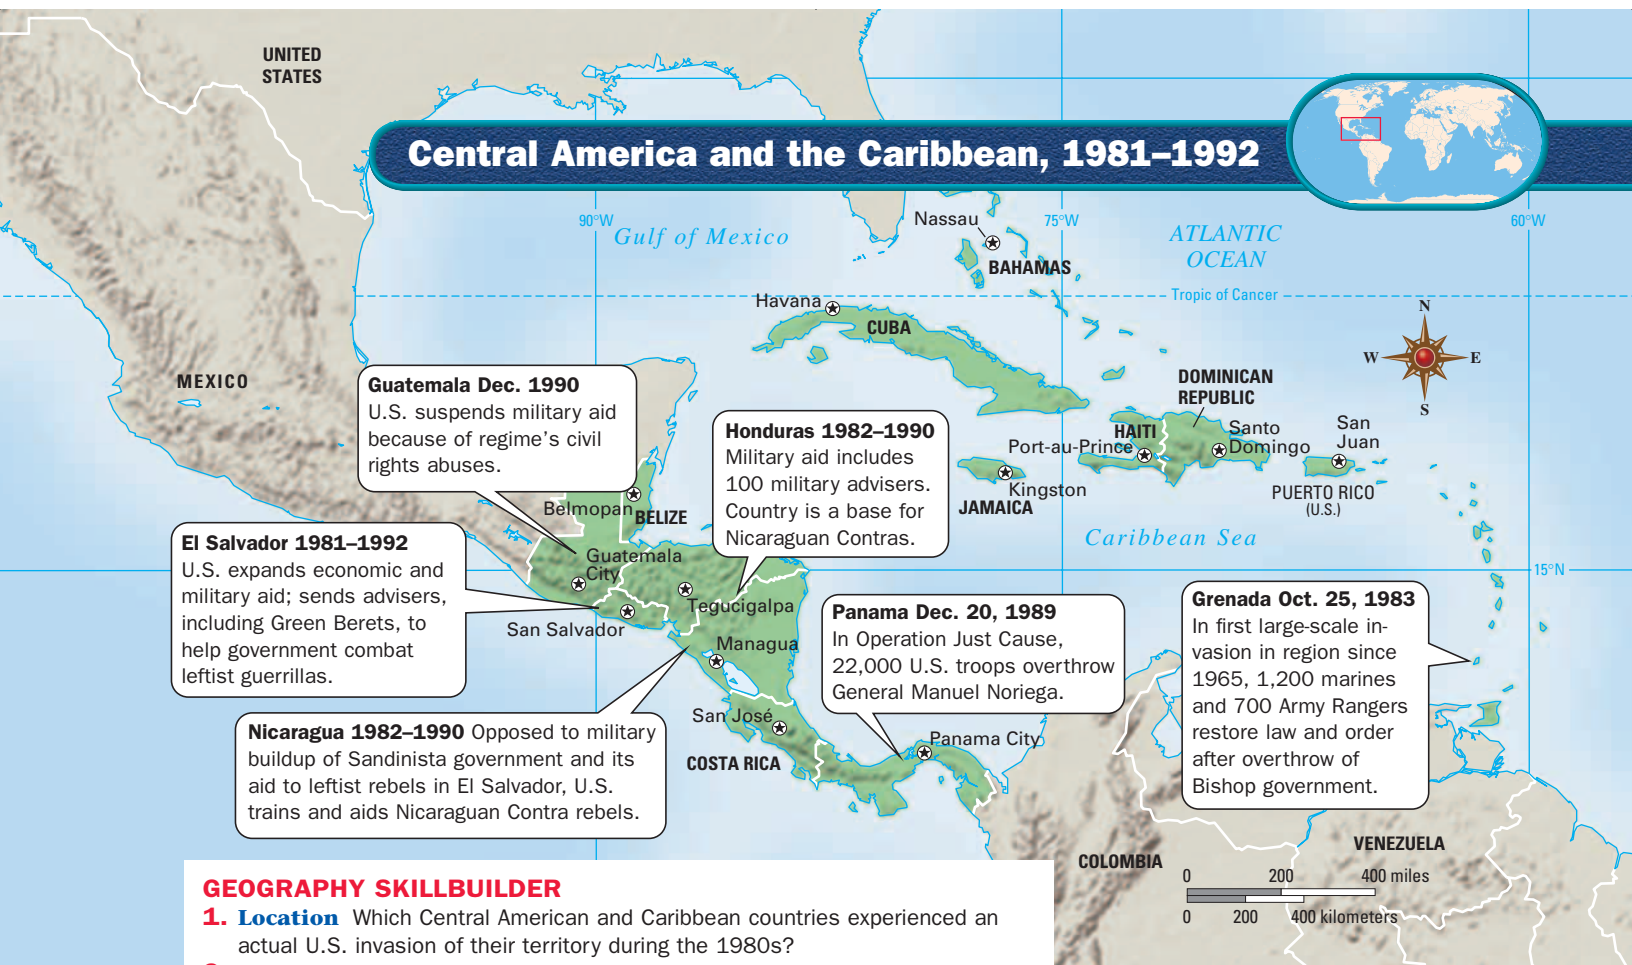 UNITED
STATES
Central America and the Caribbean, 1981–1992
90°W
75°W
60°W
Gulf of Mexico
ATLANTIC
OCEAN
Nassau
BAHAMAS
Tropic of Cancer
Havana
CUBA
N
W
E
S
MEXICO
Guatemala Dec. 1990
U.S. suspends military aid
because of regime's civil
rights abuses.
Honduras 1982–1990
Military aid includes
100 military advisers.
Country is a base for
Nicaraguan Contras.
DOMINICAN
REPUBLIC
HAITI
Port-au-Prince
Santo
Domingo
San
Juan
PUERTO RICO
(U.S.)
Kingston
JAMAICA
Caribbean Sea
Belmopan
BELIZE
El Salvador 1981–1992
U.S. expands economic and
military aid; sends advisers,
including Green Berets, to
help government combat
leftist guerrillas.
Guatemala
City
Tegucigalpa
San Salvador
Managua
15°N
Panama Dec. 20, 1989
In Operation Just Cause,
22,000 U.S. troops overthrow
General Manuel Noriega.
Grenada Oct. 25, 1983
In first large-scale in-
vasion in region since
1965, 1,200 marines
and 700 Army Rangers
restore law and order
after overthrow of
Bishop government.
Nicaragua 1982–1990 Opposed to military
buildup of Sandinista government and its
aid to leftist rebels in El Salvador, U.S.
trains and aids Nicaraguan Contra rebels.
San José
COSTA RICA
Panama City
COLOMBIA
VENEZUELA
0 200 400 miles
0 200 400 kilometers
GEOGRAPHY SKILLBUILDER
1. Location Which Central American and Caribbean countries experienced an
actual U.S. invasion of their territory during the 1980s?